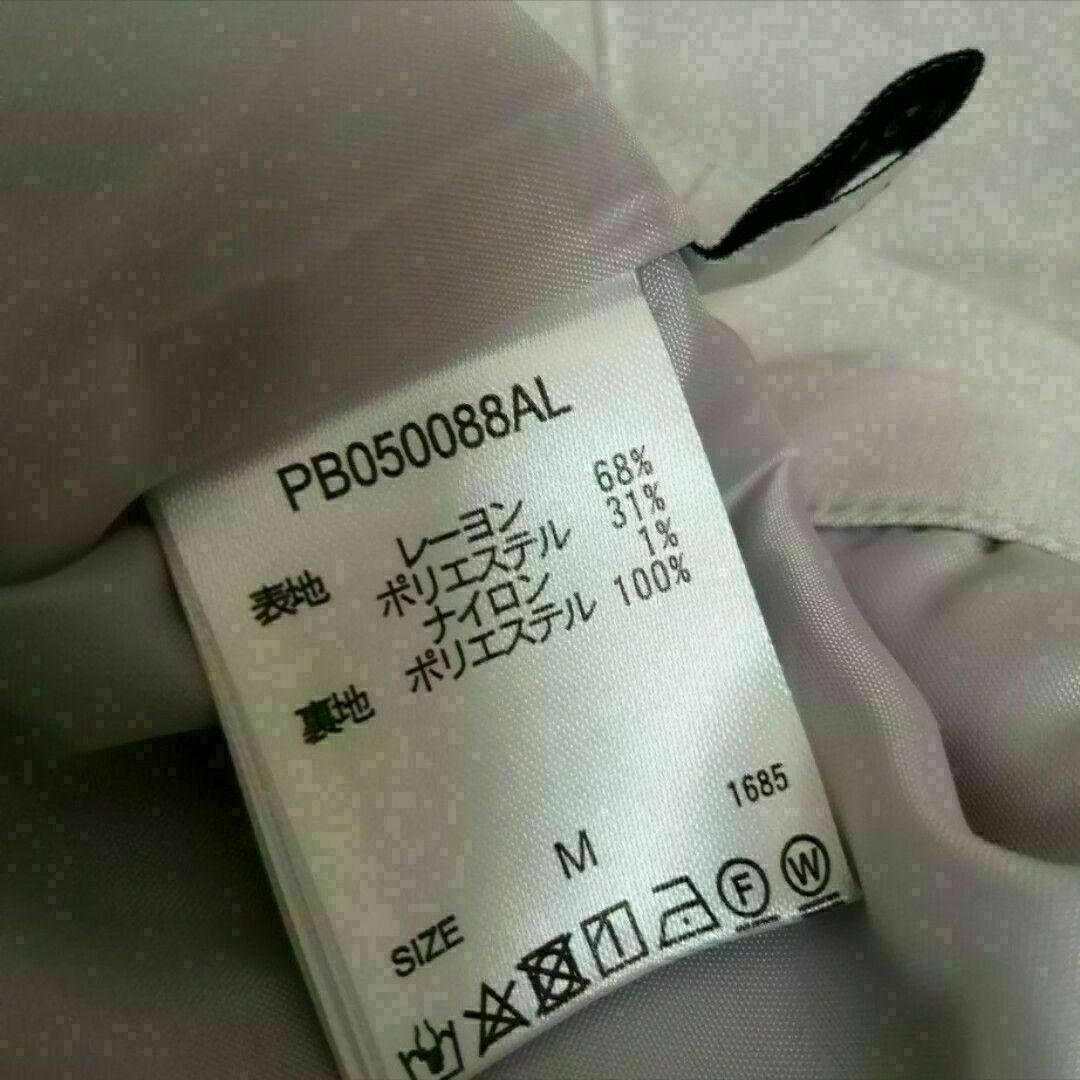 PB050088AL
表地 レーヨン 68%
ポリエステル 31%
ナイロン 1%
裏地 ポリエステル 100%
1685
SIZE M
F W